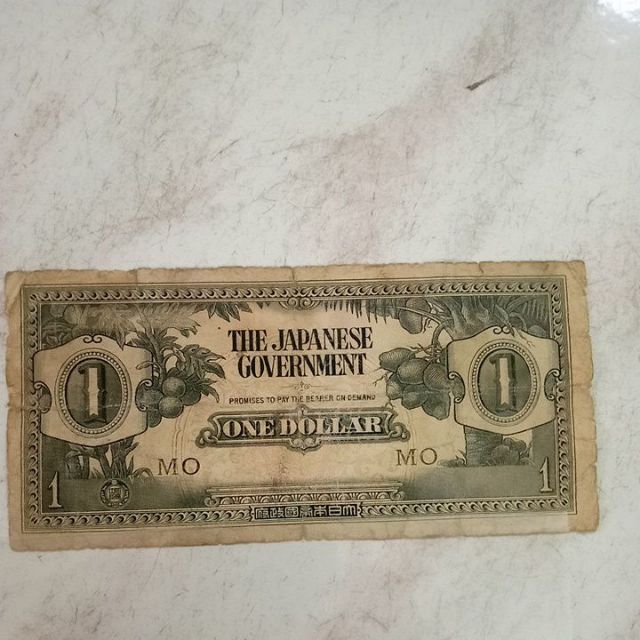 THE JAPANESE
GOVERNMENT
PROMISES TO PAY THE BEARER ON DEMAND
1
1
ONE DOLLAR
MO
MO
1
1
府政國帝本日大